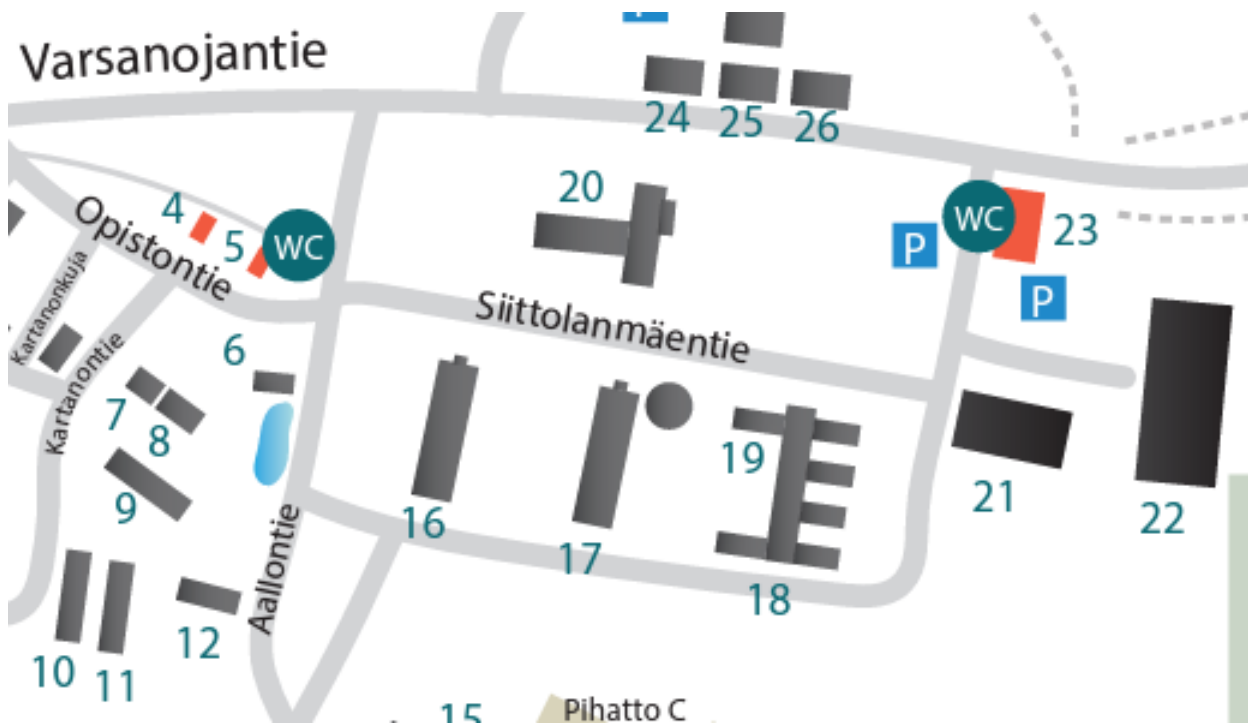 P
Varsanojantie
24
25
26
20
4
Opistontie
5
WC
WC
23
P
P
Kartanonkuja
Siittolanmäentie
6
Kartanontie
7
8
19
9
16
21
22
17
Aallontie
18
12
10
11
15
Pihatto C